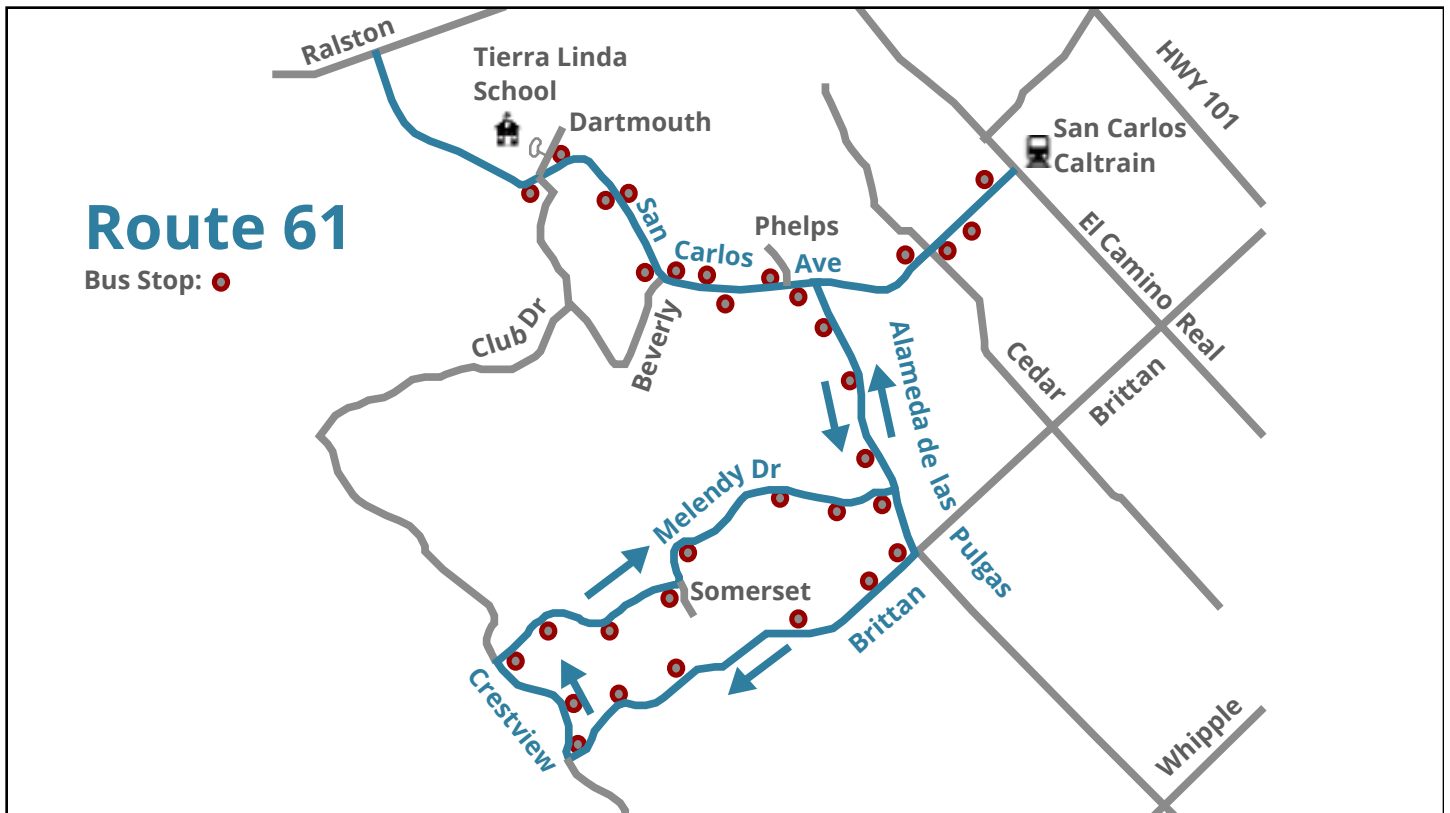 Ralston
Tierra Linda
School
Dartmouth
HWY 101
San Carlos
Caltrain
Route 61
Bus Stop:
San
Carlos
Ave
Phelps
El Camino
Real
Club Dr
Beverly
Alameda de las
Pulgas
Cedar
Brittan
Melendy Dr
Somerset
Brittan
Crestview
Whipple